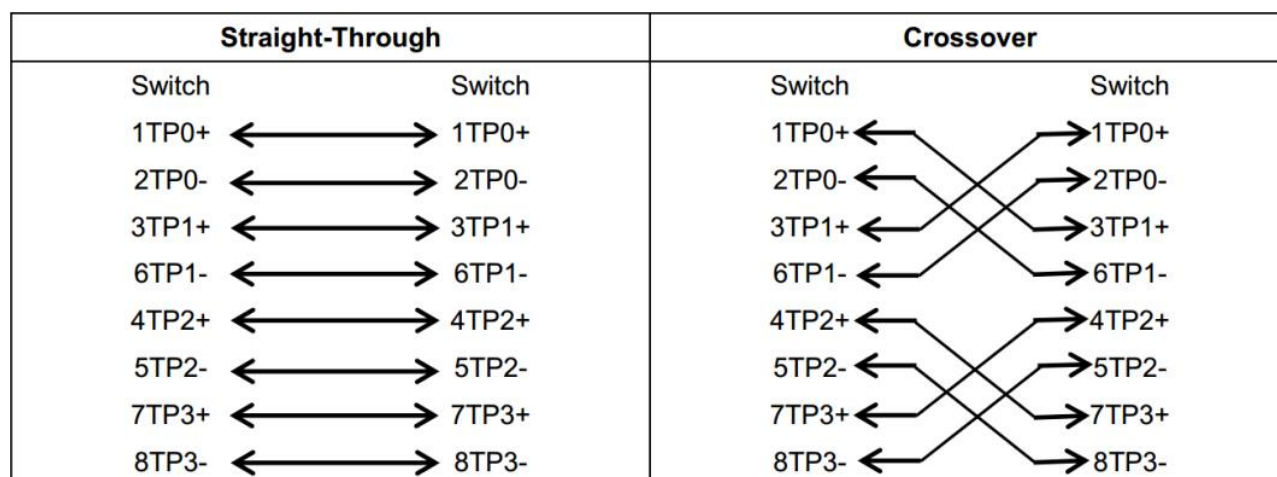 Straight-Through Crossover
Switch Switch Switch Switch
1TP0+ 1TP0+ 1TP0+ 1TP0+
2TP0- 2TP0- 2TP0- 2TP0-
3TP1+ 3TP1+ 3TP1+ 3TP1+
6TP1- 6TP1- 6TP1- 6TP1-
4TP2+ 4TP2+ 4TP2+ 4TP2+
5TP2- 5TP2- 5TP2- 5TP2-
7TP3+ 7TP3+ 7TP3+ 7TP3+
8TP3- 8TP3- 8TP3- 8TP3-